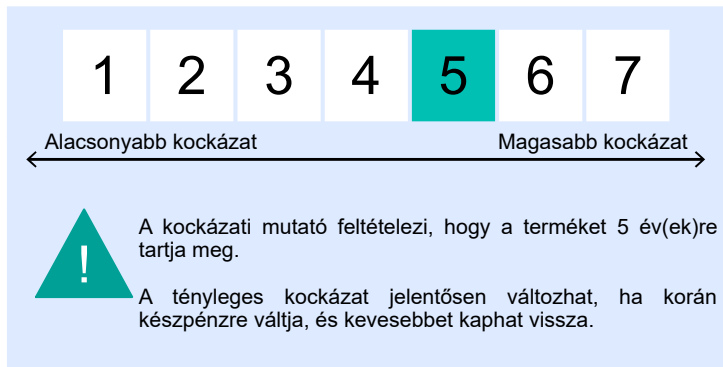 1 2 3 4 5 6 7
Alacsonyabb kockázat Magasabb kockázat
!
A kockázati mutató feltételezi, hogy a terméket 5 év(ek)re
tartja meg.
A tényleges kockázat jelentősen változhat, ha korán
készpénzre váltja, és kevesebbet kaphat vissza.